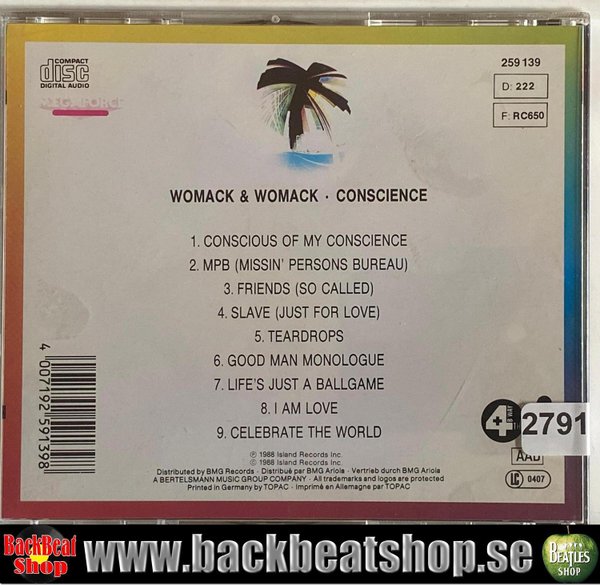 COMPACT
disc
DIGITAL AUDIO
MEGAFORCE
259 139
D: 222
F: RC650
WOMACK & WOMACK · CONSCIENCE
1. CONSCIOUS OF MY CONSCIENCE
2. MPB (MISSIN' PERSONS BUREAU)
3. FRIENDS (SO CALLED)
4. SLAVE (JUST FOR LOVE)
5. TEARDROPS
6. GOOD MAN MONOLOGUE
7. LIFE'S JUST A BALLGAME
8. I AM LOVE
9. CELEBRATE THE WORLD
4 007192 591398
4
2791
AAD
LC 0407
℗ 1988 Island Records Inc.
© 1988 Island Records Inc.
Distributed by BMG Records · Distribué par BMG Ariola · Vertrieb durch BMG Ariola
A BERTELSMANN MUSIC GROUP COMPANY · All trademarks and logos are protected
Printed in Germany by TOPAC · Imprimé en Allemagne par TOPAC
BackBeat
Shop
www.backbeatshop.se
BEATLES
SHOP